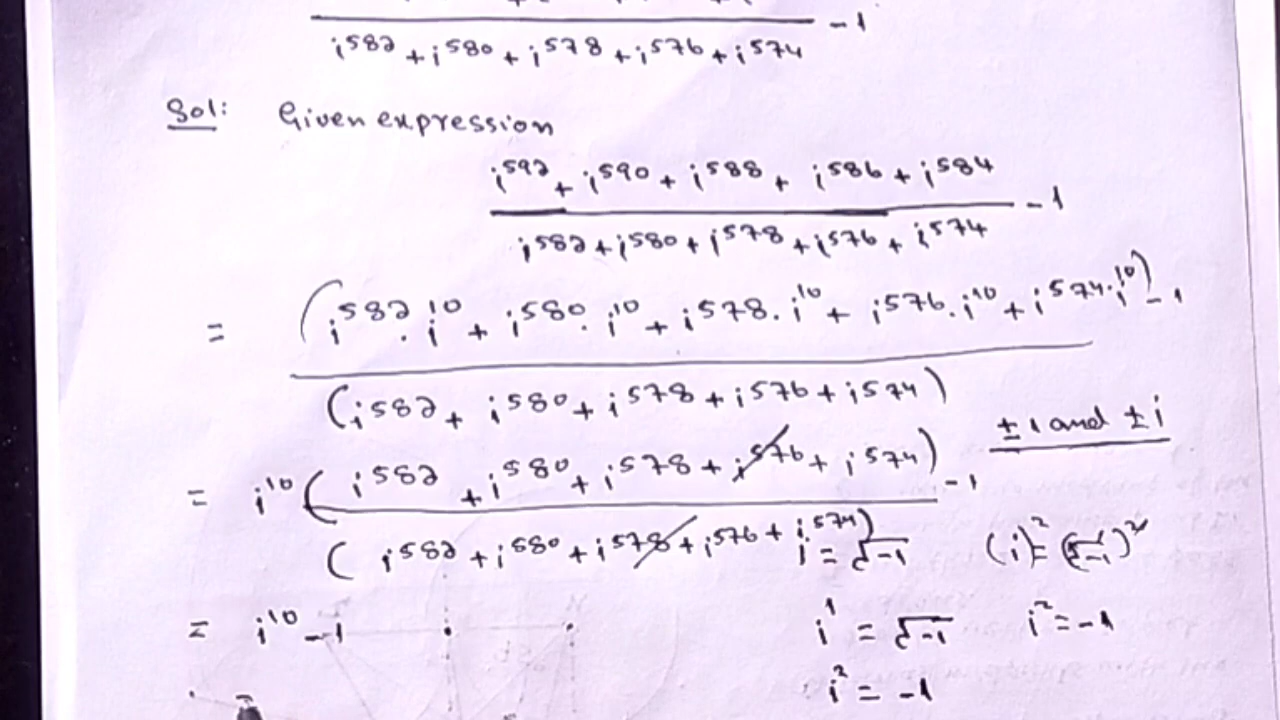 i^582 + i^580 + i^578 + i^576 + i^574 - 1
Sol: Given expression
i^592 + i^590 + i^588 + i^586 + i^584
i^582 + i^580 + i^578 + i^576 + i^574 - 1
= (i^582 . i^10 + i^580 . i^10 + i^578 . i^10 + i^576 . i^10 + i^574 . i^10) - 1
(i^582 + i^580 + i^578 + i^576 + i^574)
± 1 and ± i
= i^10 ( i^582 + i^580 + i^578 + i^576 + i^574) - 1
( i^582 + i^580 + i^578 + i^576 + i^574)
i = √-1 (i)^2 = (√-1)^2
= i^10 - 1
i^1 = √-1 i^2 = -1
i^2 = -1